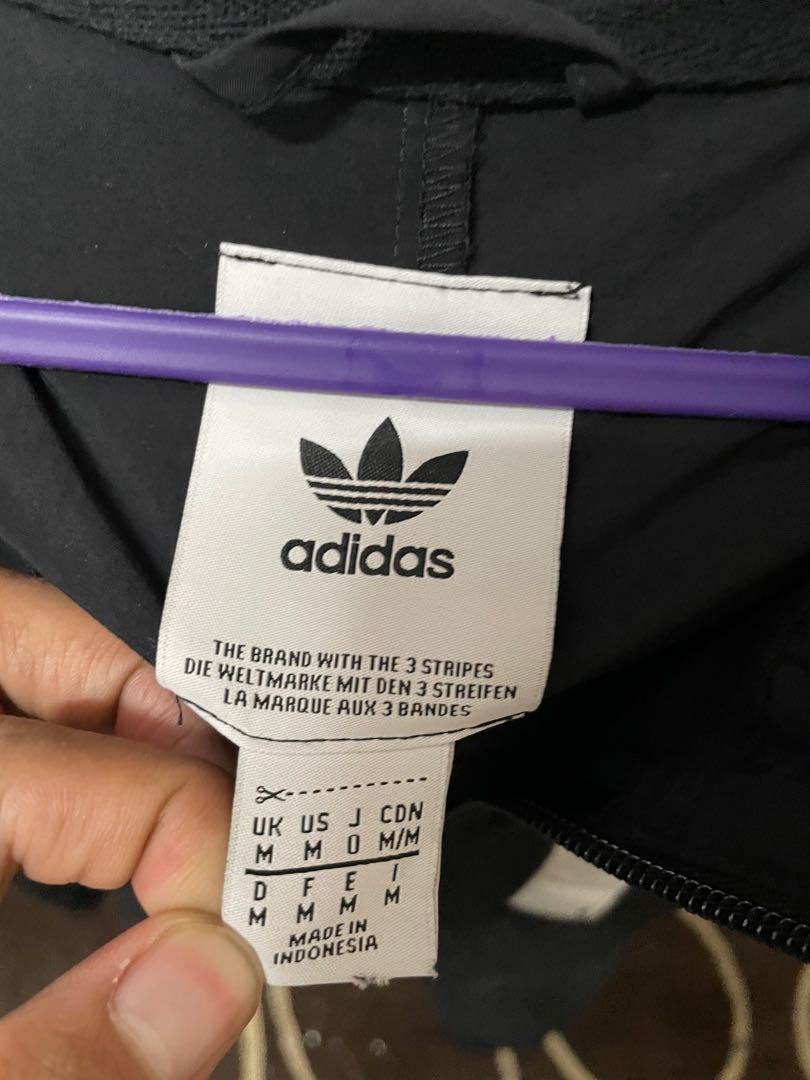 adidas
THE BRAND WITH THE 3 STRIPES
DIE WELTMARKE MIT DEN 3 STREIFEN
LA MARQUE AUX 3 BANDES
UK US J CDN
M M O M/M
D F E I
M M M M
MADE IN
INDONESIA